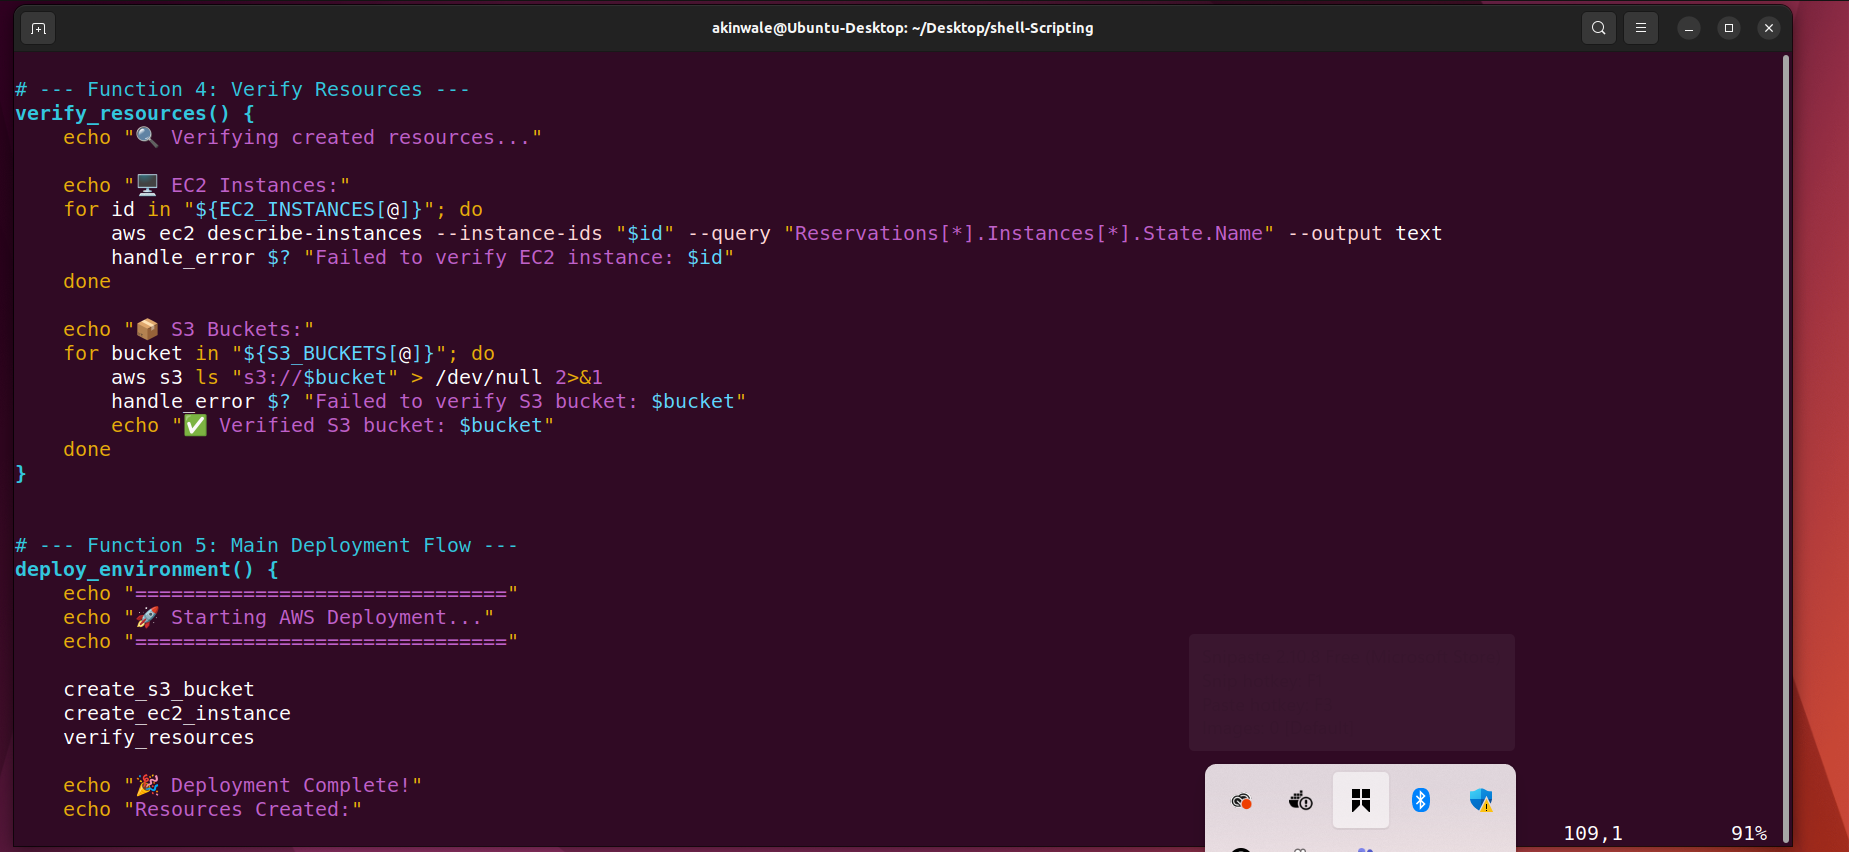 akinwale@Ubuntu-Desktop: ~/Desktop/shell-Scripting
# --- Function 4: Verify Resources ---
verify_resources() {
    echo "🔍 Verifying created resources..."
    echo "🖥️ EC2 Instances:"
    for id in "${EC2_INSTANCES[@]}"; do
        aws ec2 describe-instances --instance-ids "$id" --query "Reservations[*].Instances[*].State.Name" --output text
        handle_error $? "Failed to verify EC2 instance: $id"
    done
    echo "📦 S3 Buckets:"
    for bucket in "${S3_BUCKETS[@]}"; do
        aws s3 ls "s3://$bucket" > /dev/null 2>&1
        handle_error $? "Failed to verify S3 bucket: $bucket"
        echo "✅ Verified S3 bucket: $bucket"
    done
}
# --- Function 5: Main Deployment Flow ---
deploy_environment() {
    echo "==============================="
    echo "🚀 Starting AWS Deployment..."
    echo "==============================="
    create_s3_bucket
    create_ec2_instance
    verify_resources
    echo "🎉 Deployment Complete!"
    echo "Resources Created:"
109,1 91%